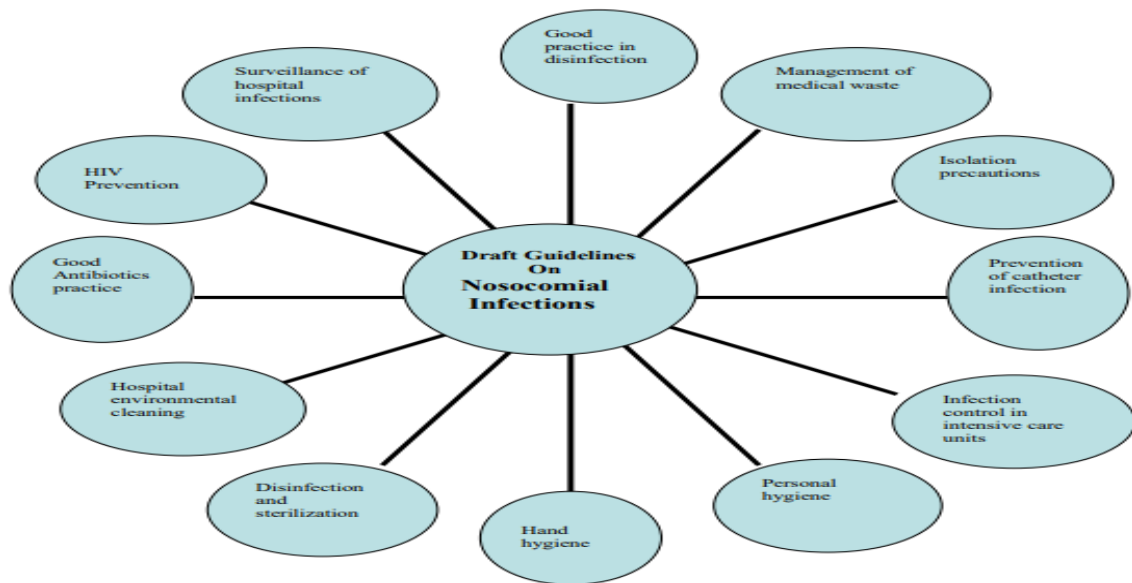 Good
practice in
disinfection
Surveillance of
hospital
infections
Management of
medical waste
HIV
Prevention
Isolation
precautions
Draft Guidelines
On
Nosocomial
Infections
Good
Antibiotics
practice
Prevention
of catheter
infection
Hospital
environmental
cleaning
Infection
control in
intensive care
units
Disinfection
and
sterilization
Personal
hygiene
Hand
hygiene